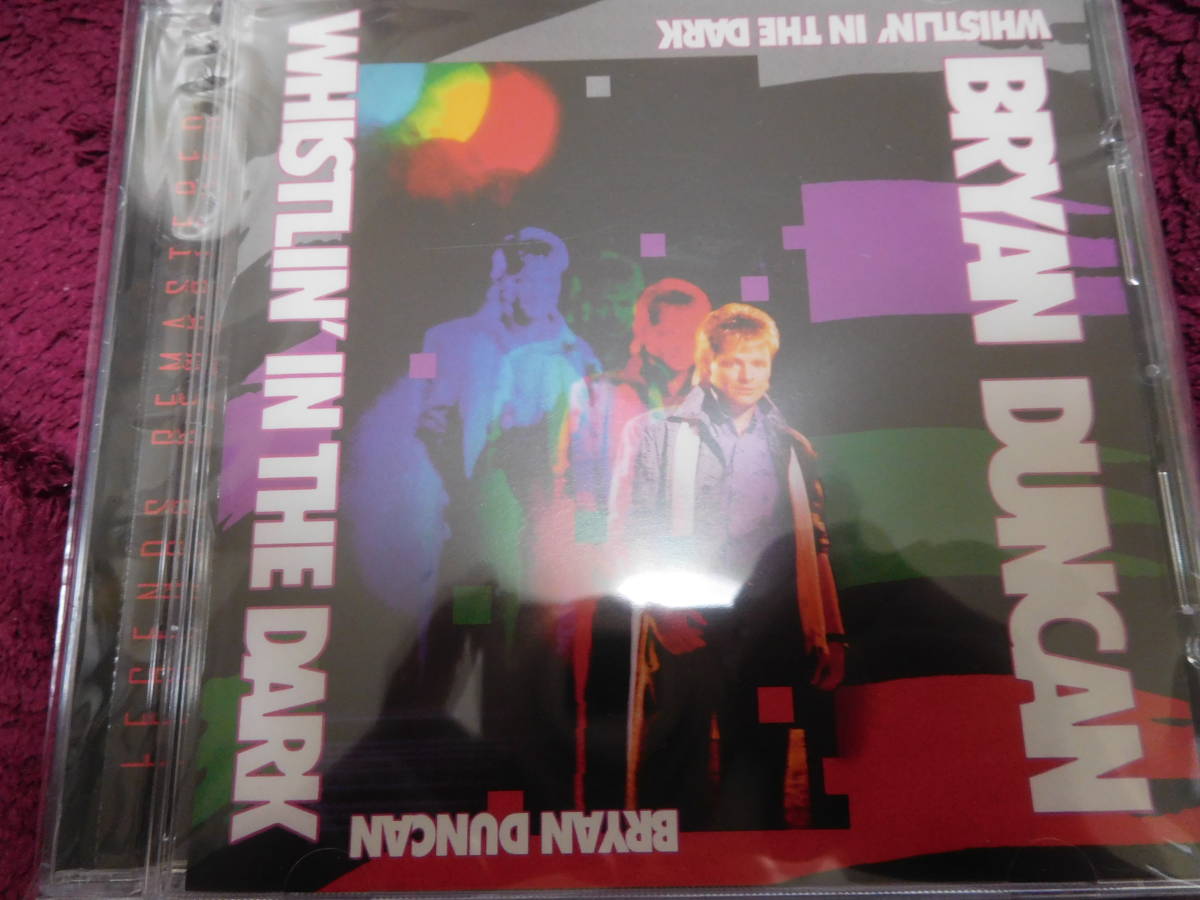 WHISTLIN' IN THE DARK
BRYAN DUNCAN
WHISTLIN' IN THE DARK
BRYAN DUNCAN
LEGENDS REMASTERED